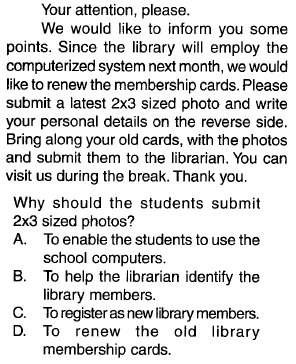 Your attention, please.
We would like to inform you some
points. Since the library will employ the
computerized system next month, we would
like to renew the membership cards. Please
submit a latest 2x3 sized photo and write
your personal details on the reverse side.
Bring along your old cards, with the photos
and submit them to the librarian. You can
visit us during the break. Thank you.
Why should the students submit
2x3 sized photos?
A. To enable the students to use the
school computers.
B. To help the librarian identify the
library members.
C. To register as new library members.
D. To renew the old library
membership cards.